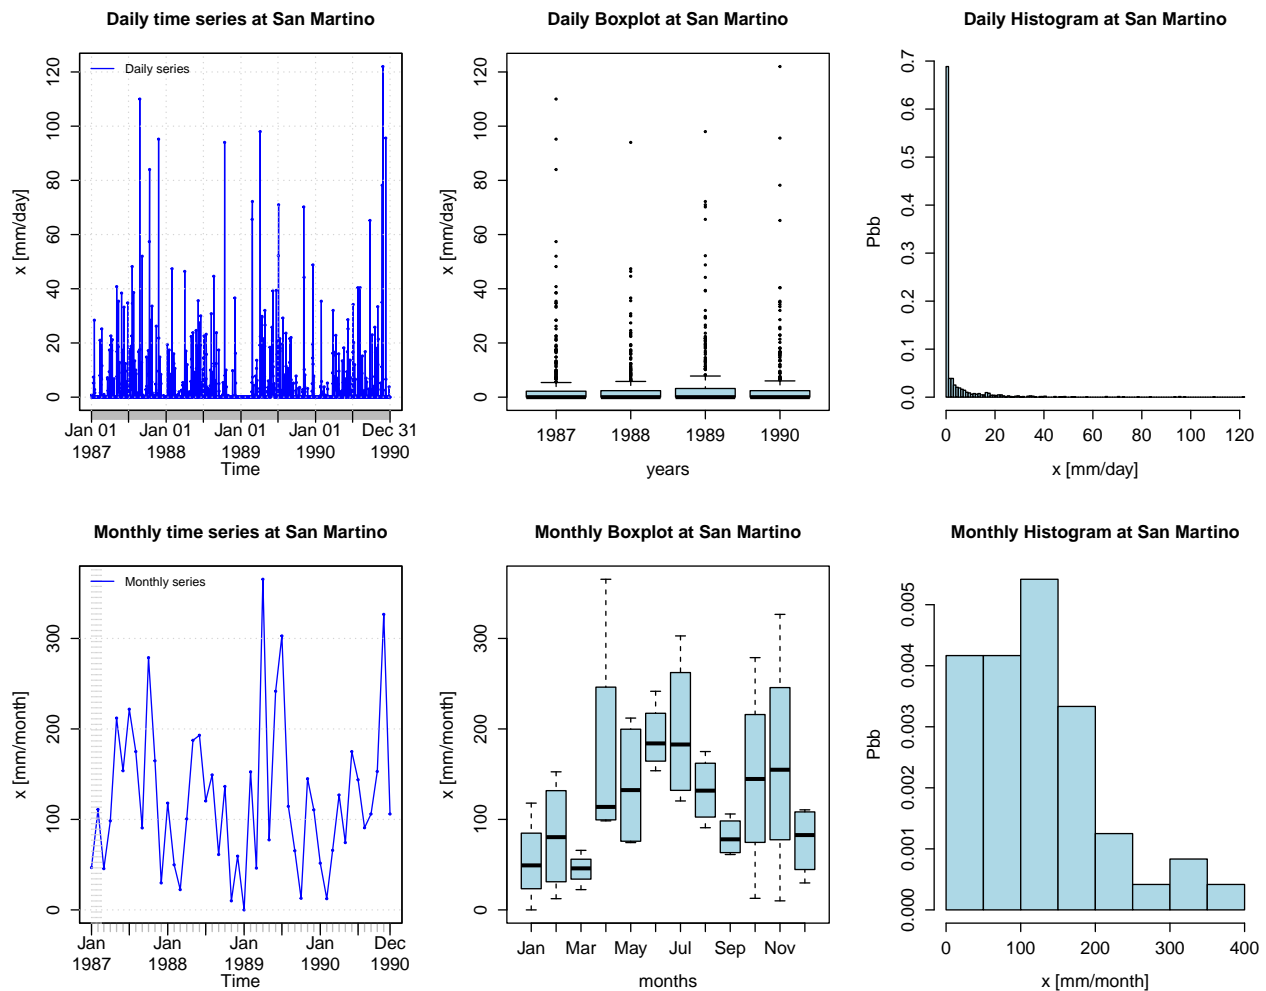 Daily time series at San Martino
Daily series
x [mm/day]
0
20
40
60
80
100
120
Jan 01 Jan 01 Jan 01 Jan 01 Dec 31
1987 1988 1989 1990 1990
Time
Daily Boxplot at San Martino
x [mm/day]
0
20
40
60
80
100
120
1987 1988 1989 1990
years
Daily Histogram at San Martino
Pbb
0.0
0.1
0.2
0.3
0.4
0.5
0.6
0.7
0 20 40 60 80 100 120
x [mm/day]
Monthly time series at San Martino
Monthly series
x [mm/month]
0
100
200
300
Jan Jan Jan Jan Dec
1987 1988 1989 1990 1990
Time
Monthly Boxplot at San Martino
x [mm/month]
0
100
200
300
Jan Mar May Jul Sep Nov
months
Monthly Histogram at San Martino
Pbb
0.000
0.001
0.002
0.003
0.004
0.005
0 100 200 300 400
x [mm/month]